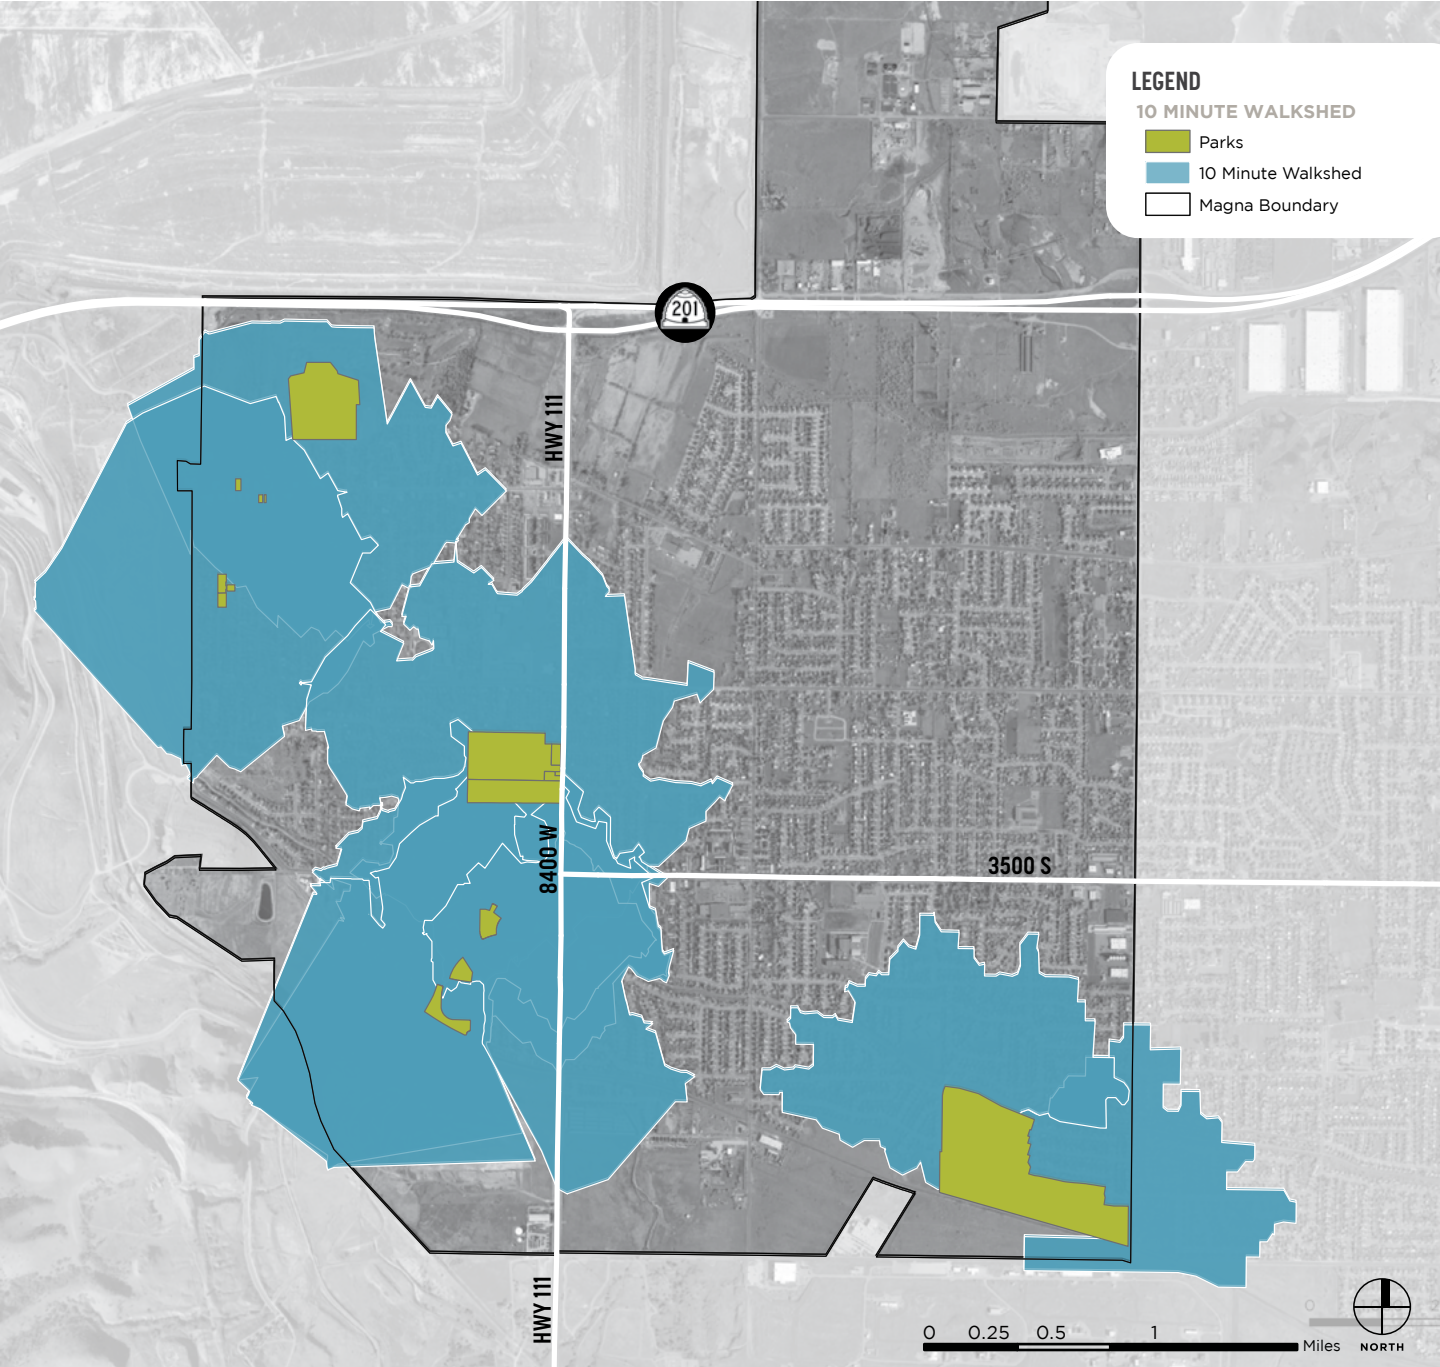 LEGEND
10 MINUTE WALKSHED
Parks
10 Minute Walkshed
Magna Boundary
201
HWY 111
8400 W
3500 S
HWY 111
0 0.25 0.5 1
Miles
NORTH
0